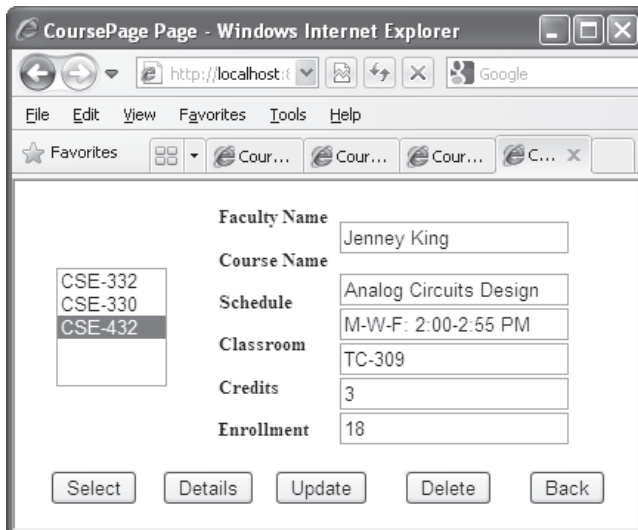 CoursePage Page - Windows Internet Explorer
http://localhost:8
Google
File Edit View Favorites Tools Help
Favorites
Cour...
Cour...
Cour...
C...
Faculty Name
Jenney King
Course Name
Analog Circuits Design
CSE-332
CSE-330
CSE-432
Schedule
M-W-F: 2:00-2:55 PM
Classroom
TC-309
Credits
3
Enrollment
18
Select
Details
Update
Delete
Back